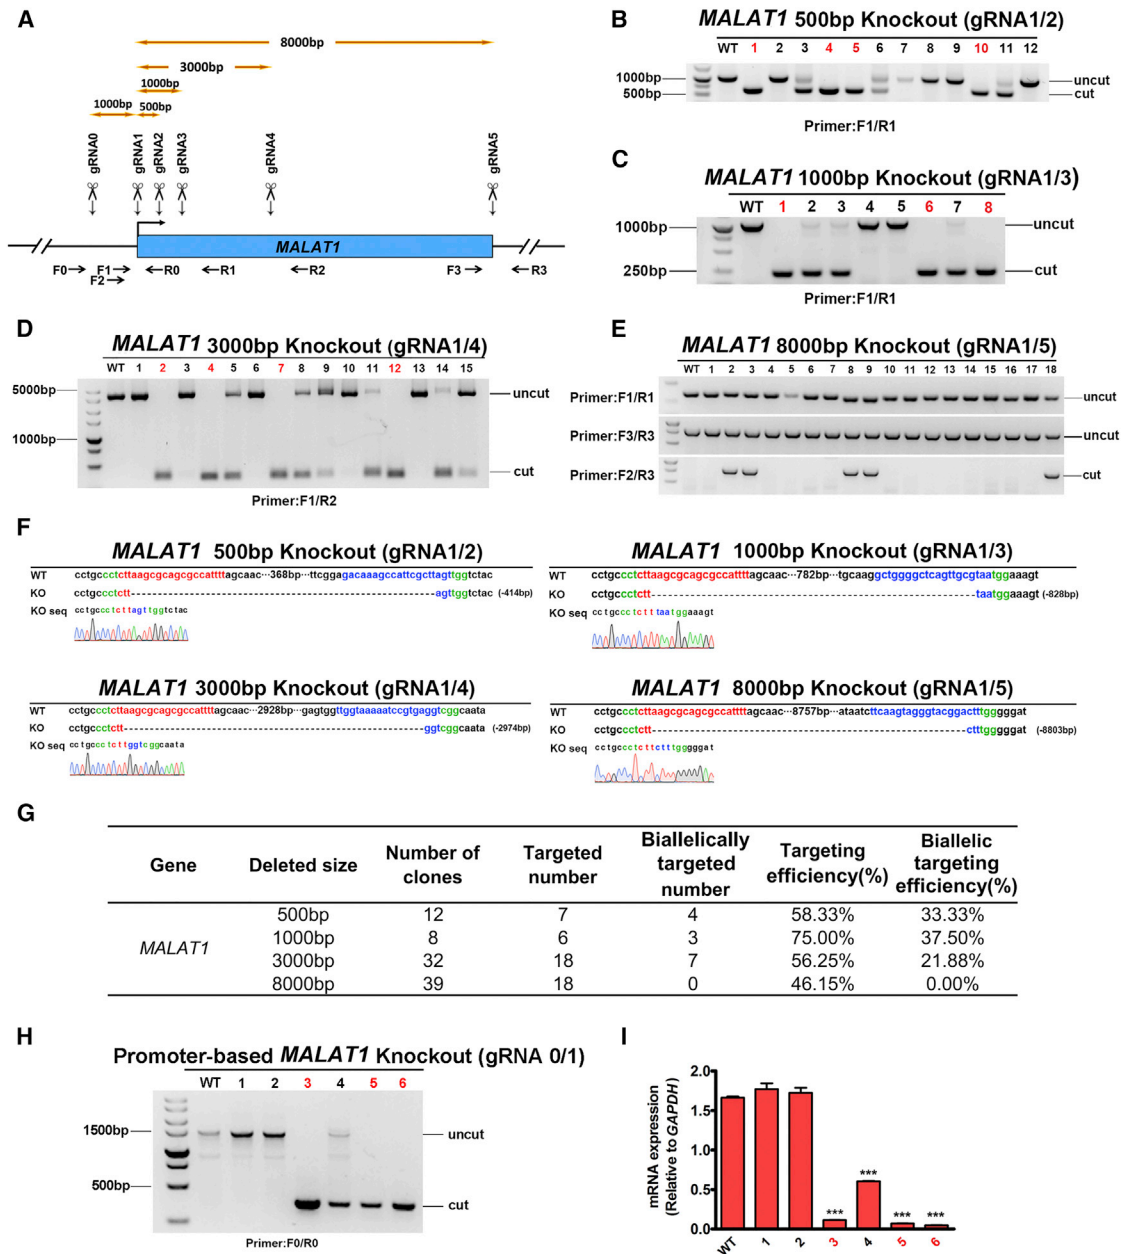 A
8000bp
3000bp
1000bp
1000bp 500bp
gRNA0
gRNA1
gRNA2
gRNA3
gRNA4
gRNA5
MALAT1
F0 F1 R0 R1 R2 F3 R3
F2
B
MALAT1 500bp Knockout (gRNA1/2)
WT 1 2 3 4 5 6 7 8 9 10 11 12
1000bp uncut
500bp cut
Primer:F1/R1
C
MALAT1 1000bp Knockout (gRNA1/3)
WT 1 2 3 4 5 6 7 8
1000bp uncut
250bp cut
Primer:F1/R1
D
MALAT1 3000bp Knockout (gRNA1/4)
WT 1 2 3 4 5 6 7 8 9 10 11 12 13 14 15
5000bp uncut
1000bp
cut
Primer:F1/R2
E
MALAT1 8000bp Knockout (gRNA1/5)
WT 1 2 3 4 5 6 7 8 9 10 11 12 13 14 15 16 17 18
Primer:F1/R1 uncut
Primer:F3/R3 uncut
Primer:F2/R3 cut
F
MALAT1 500bp Knockout (gRNA1/2)
WT cctgccctcttaagcgcagcgccattttagcaac···368bp···ttcggagacaaagccattcgcttagttggtctac
KO cctgccctctt------agttggtctac (-414bp)
KO seq cctgccctcttagttggtctac
MALAT1 1000bp Knockout (gRNA1/3)
WT cctgccctcttaagcgcagcgccattttagcaac···782bp···tgcaaggctggggctcagttgcgtaatggaaagt
KO cctgccctctt------taatggaaagt (-828bp)
KO seq cctgccctctttaatggaaagt
MALAT1 3000bp Knockout (gRNA1/4)
WT cctgccctcttaagcgcagcgccattttagcaac···2928bp···gagtggttggtaaaaatccgtgaggtcggcaata
KO cctgccctctt------ggtcggcaata (-2974bp)
KO seq cctgccctcttggtcggcaata
MALAT1 8000bp Knockout (gRNA1/5)
WT cctgccctcttaagcgcagcgccattttagcaac···8757bp···ataatcttcaagtagggtacggactttgggggat
KO cctgccctctt------ctttgggggat (-8803bp)
KO seq cctgccctcttctttgggggat
G
Gene Deleted size Number of clones Targeted number Biallelically targeted number Targeting efficiency(%) Biallelic targeting efficiency(%)
MALAT1
500bp 12 7 4 58.33% 33.33%
1000bp 8 6 3 75.00% 37.50%
3000bp 32 18 7 56.25% 21.88%
8000bp 39 18 0 46.15% 0.00%
H
Promoter-based MALAT1 Knockout (gRNA 0/1)
WT 1 2 3 4 5 6
1500bp uncut
500bp
cut
Primer:F0/R0
I
mRNA expression
(Relative to GAPDH)
2.0
1.5
1.0
0.5
0.0
*** *** *** ***
WT 1 2 3 4 5 6